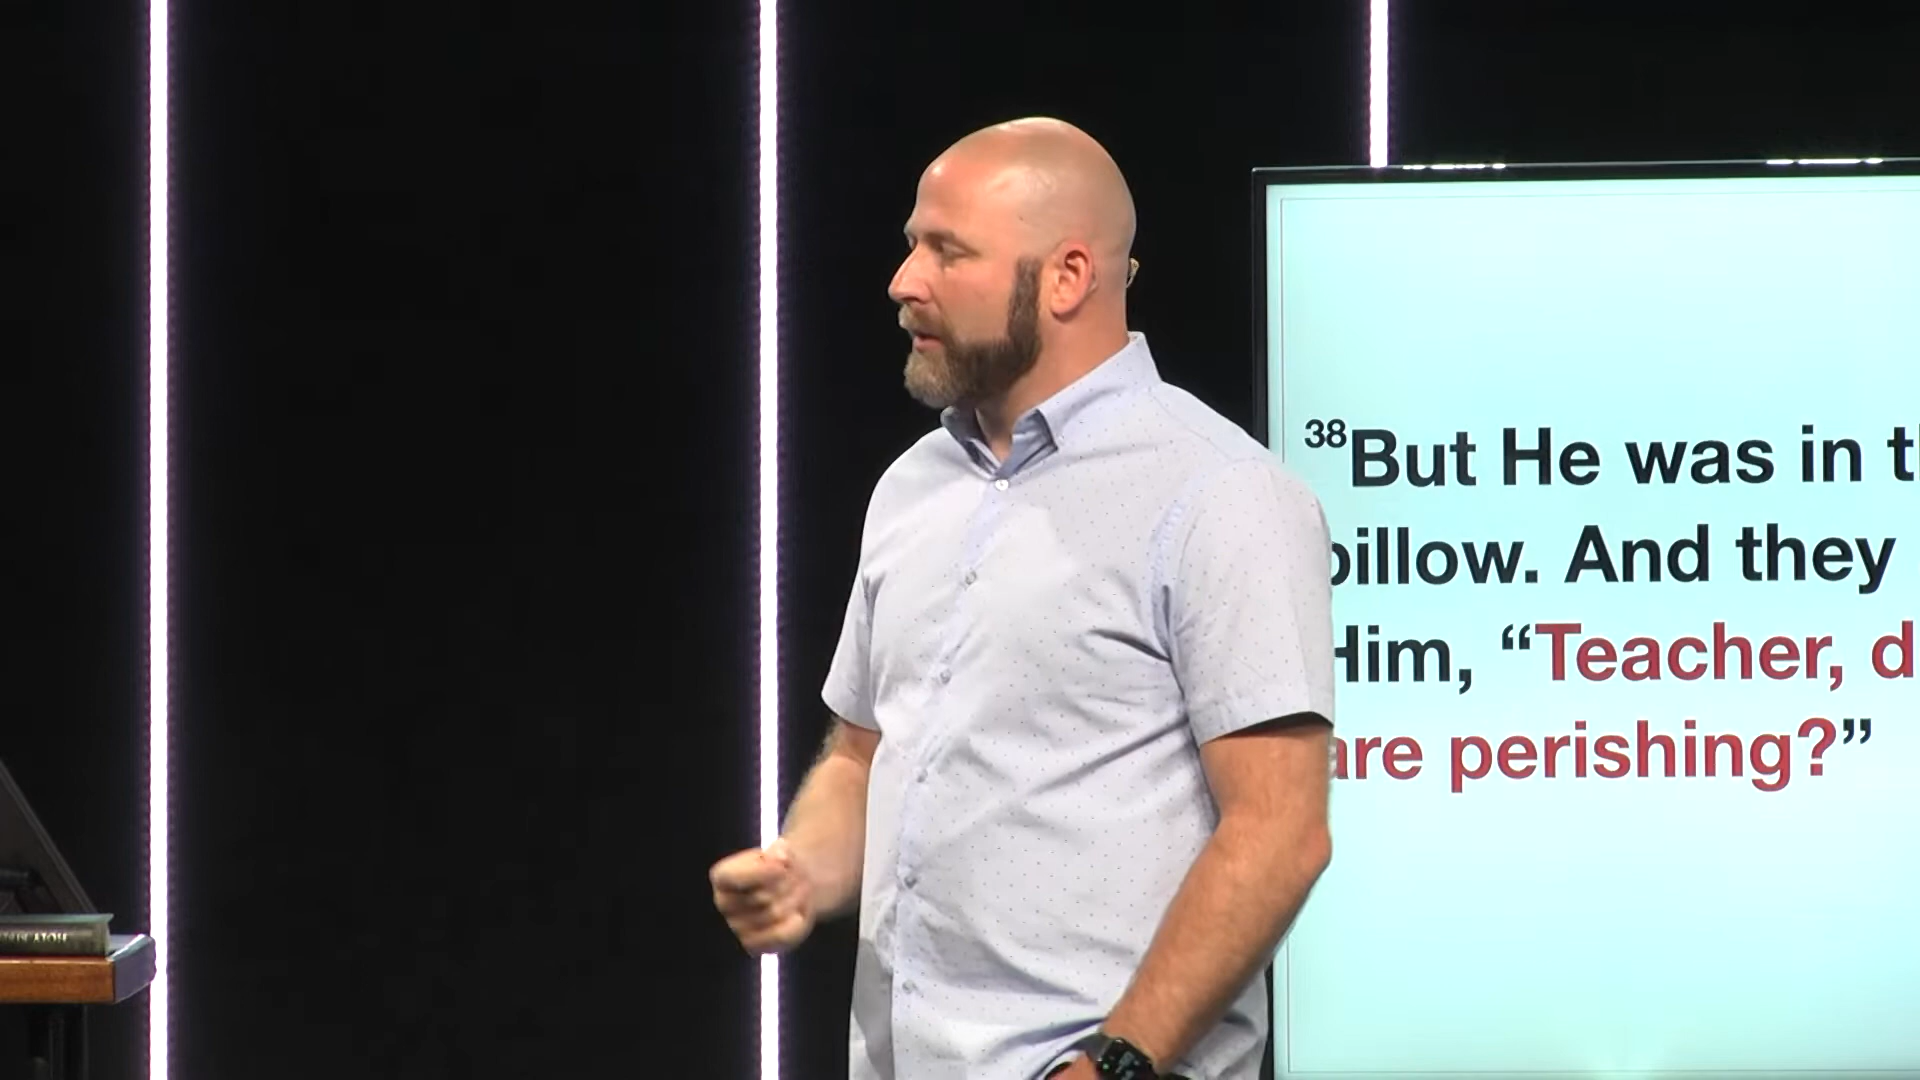 38But He was in
pillow. And they
Him, “Teacher, d
are perishing?”